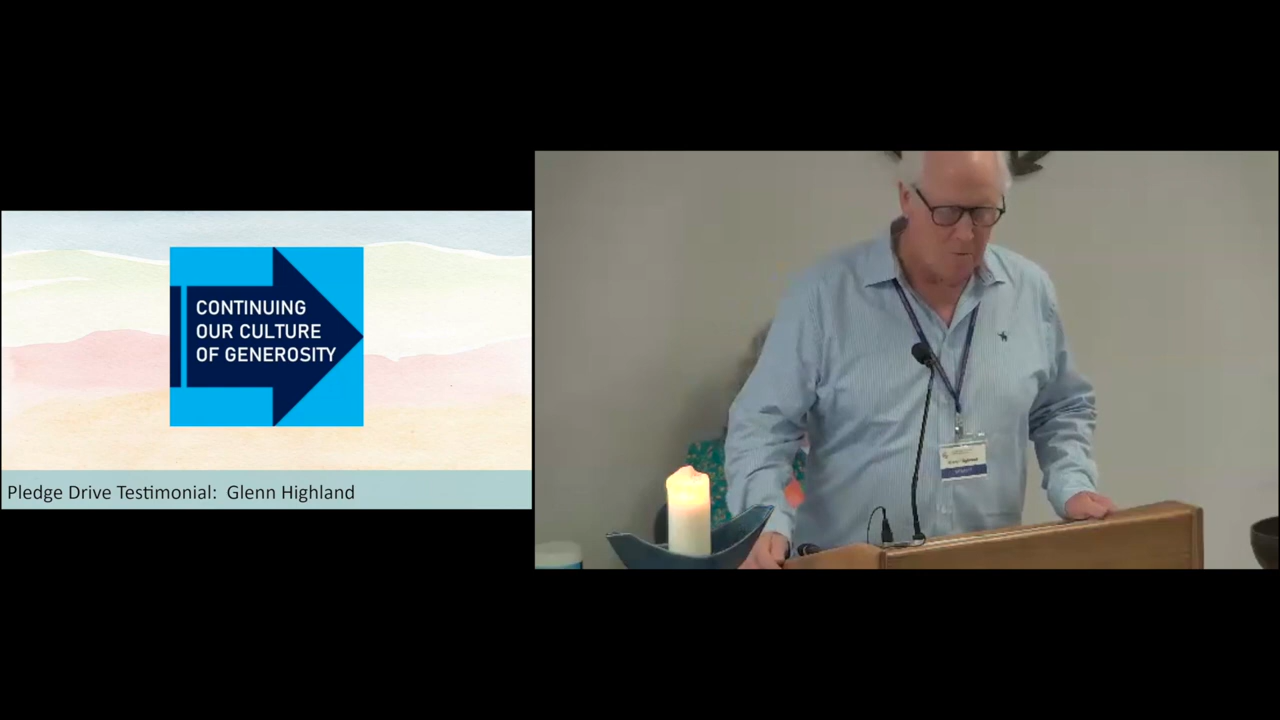 CONTINUING
OUR CULTURE
OF GENEROSITY
Pledge Drive Testimonial:  Glenn Highland